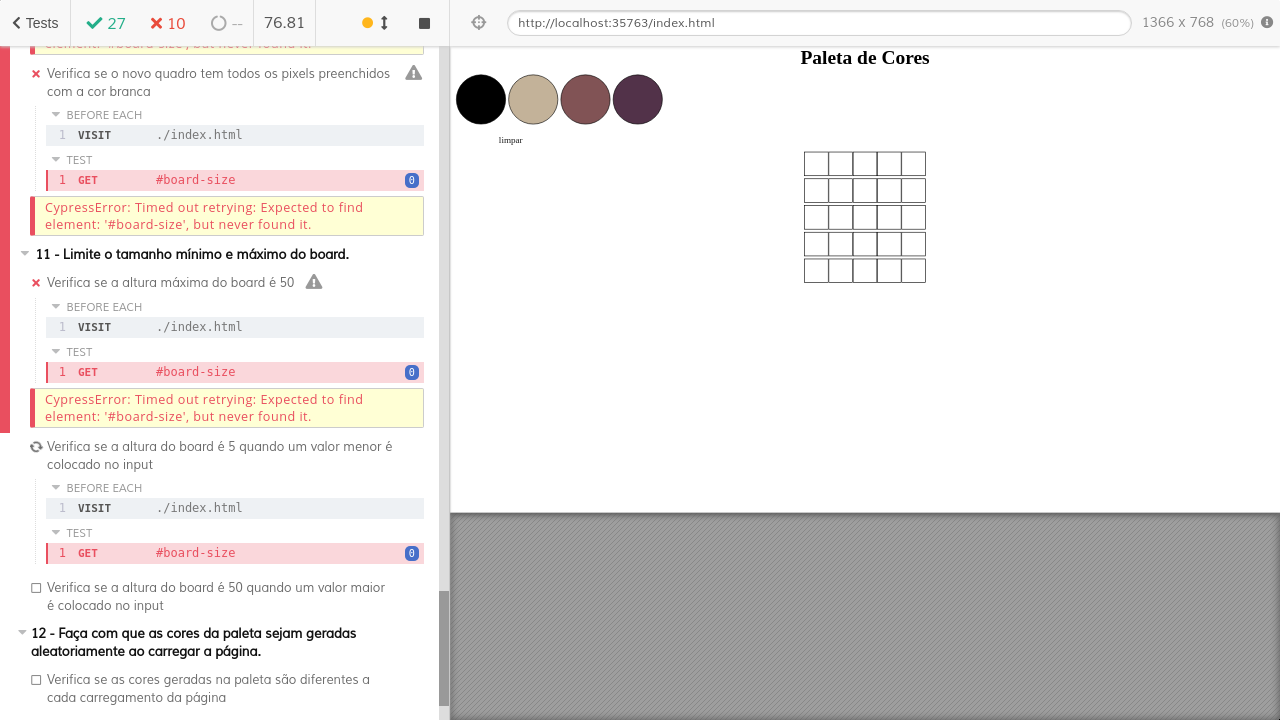 Tests
27
10
--
76.81
http://localhost:35763/index.html
1366 x 768 (60%)
element: '#board-size', but never found it.
Verifica se o novo quadro tem todos os pixels preenchidos
com a cor branca
BEFORE EACH
1 VISIT ./index.html
TEST
1 GET #board-size 0
CypressError: Timed out retrying: Expected to find
element: '#board-size', but never found it.
11 - Limite o tamanho mínimo e máximo do board.
Verifica se a altura máxima do board é 50
BEFORE EACH
1 VISIT ./index.html
TEST
1 GET #board-size 0
CypressError: Timed out retrying: Expected to find
element: '#board-size', but never found it.
Verifica se a altura do board é 5 quando um valor menor é
colocado no input
BEFORE EACH
1 VISIT ./index.html
TEST
1 GET #board-size 0
Verifica se a altura do board é 50 quando um valor maior
é colocado no input
12 - Faça com que as cores da paleta sejam geradas
aleatoriamente ao carregar a página.
Verifica se as cores geradas na paleta são diferentes a
cada carregamento da página
Paleta de Cores
limpar